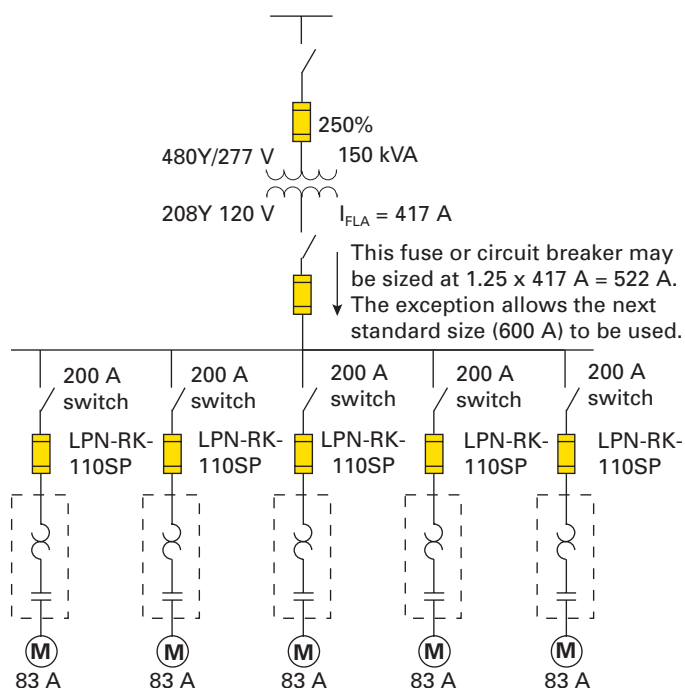 250%
480Y/277 V 150 kVA
208Y 120 V I_FLA = 417 A
This fuse or circuit breaker may
be sized at 1.25 x 417 A = 522 A.
The exception allows the next
standard size (600 A) to be used.
200 A 200 A 200 A 200 A 200 A
switch switch switch switch switch
LPN-RK- LPN-RK- LPN-RK- LPN-RK- LPN-RK-
110SP 110SP 110SP 110SP 110SP
M M M M M
83 A 83 A 83 A 83 A 83 A